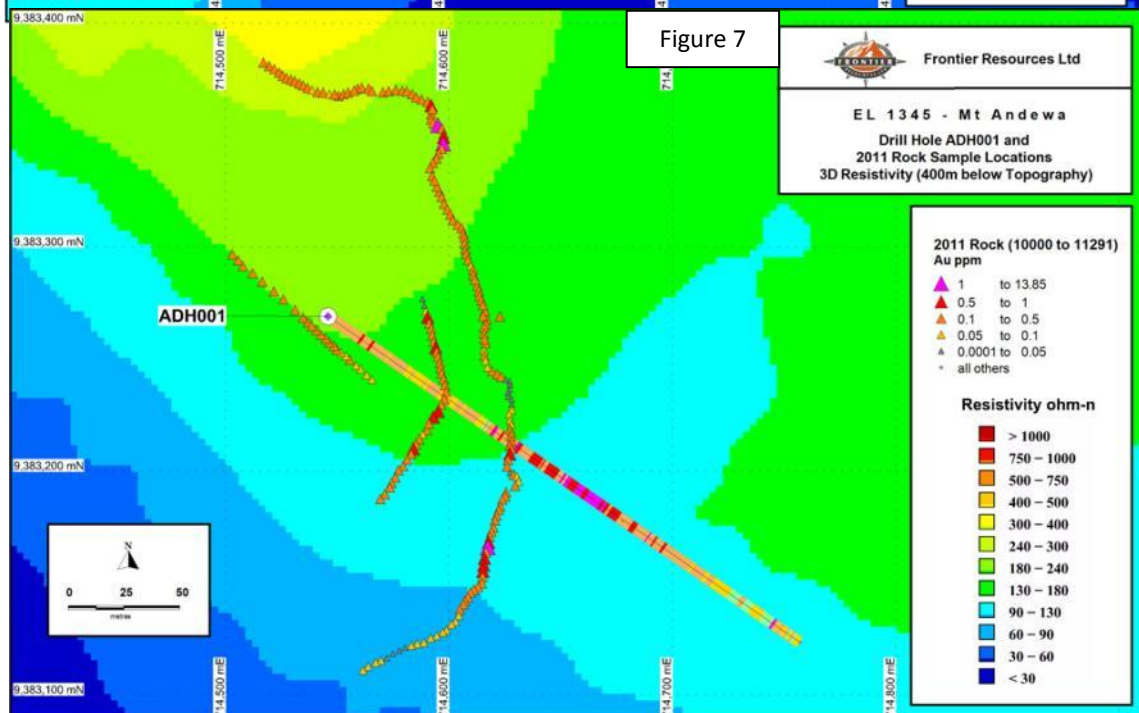 9,383,400 mN
714,500 mE
714,600 mE
Figure 7
FRONTIER
Frontier Resources Ltd
EL 1345 - Mt Andewa
Drill Hole ADH001 and
2011 Rock Sample Locations
3D Resistivity (400m below Topography)
9,383,300 mN
2011 Rock (10000 to 11291)
Au ppm
1 to 13.85
0.5 to 1
0.1 to 0.5
0.05 to 0.1
0.0001 to 0.05
all others
ADH001
Resistivity ohm-n
> 1000
750 – 1000
500 – 750
400 – 500
300 – 400
240 – 300
180 – 240
130 – 180
90 – 130
60 – 90
30 – 60
< 30
9,383,200 mN
N
0 25 50
metres
9,383,100 mN
714,500 mE
714,600 mE
714,700 mE
714,800 mE